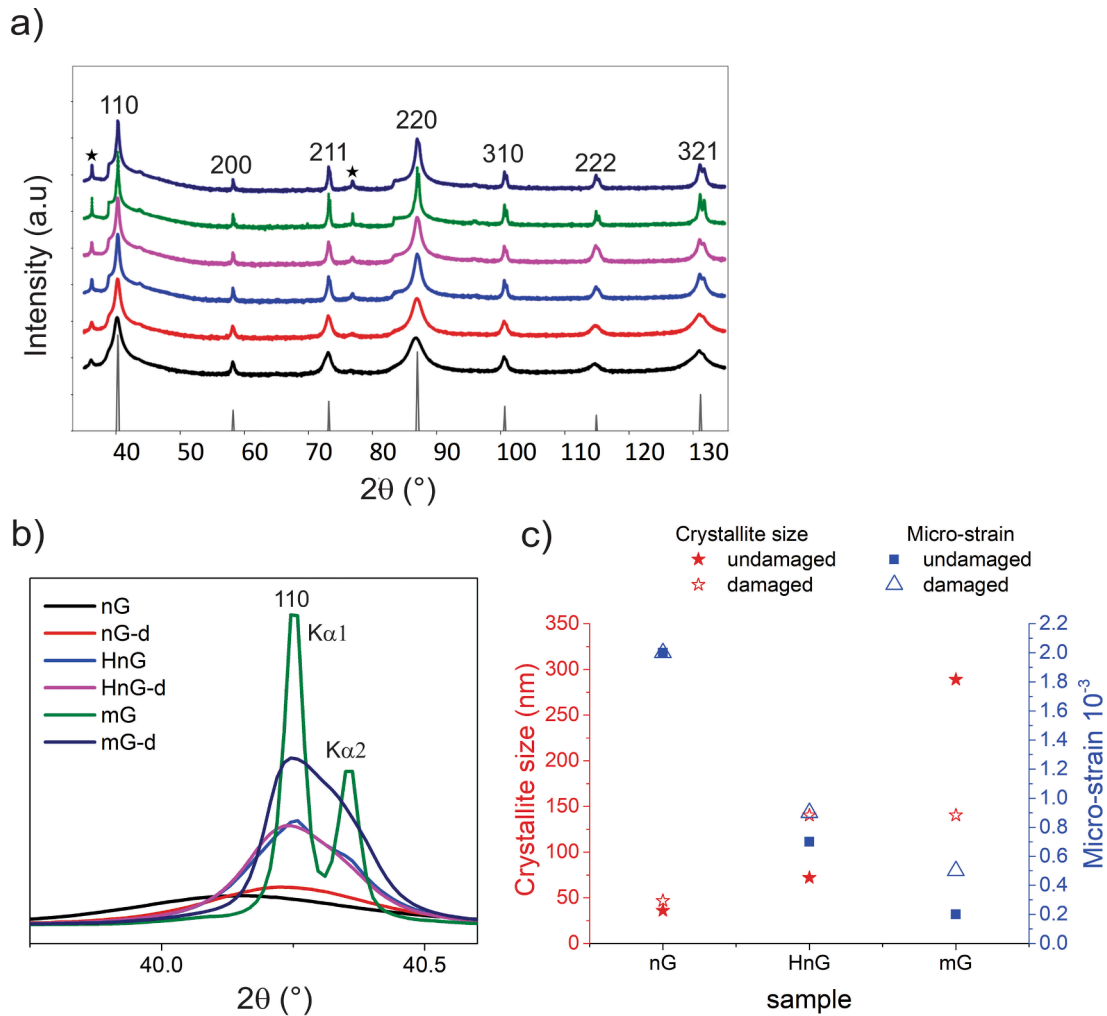 a)
110
200
211
220
310
222
321
Intensity (a.u)
40 50 60 70 80 90 100 110 120 130
2θ (°)
b)
nG
nG-d
HnG
HnG-d
mG
mG-d
110
Kα1
Kα2
40.0 40.5
2θ (°)
c)
Crystallite size Micro-strain
undamaged undamaged
damaged damaged
350
300
250
200
150
100
50
0
Crystallite size (nm)
2.2
2.0
1.8
1.6
1.4
1.2
1.0
0.8
0.6
0.4
0.2
0.0
Micro-strain 10⁻³
nG HnG mG
sample